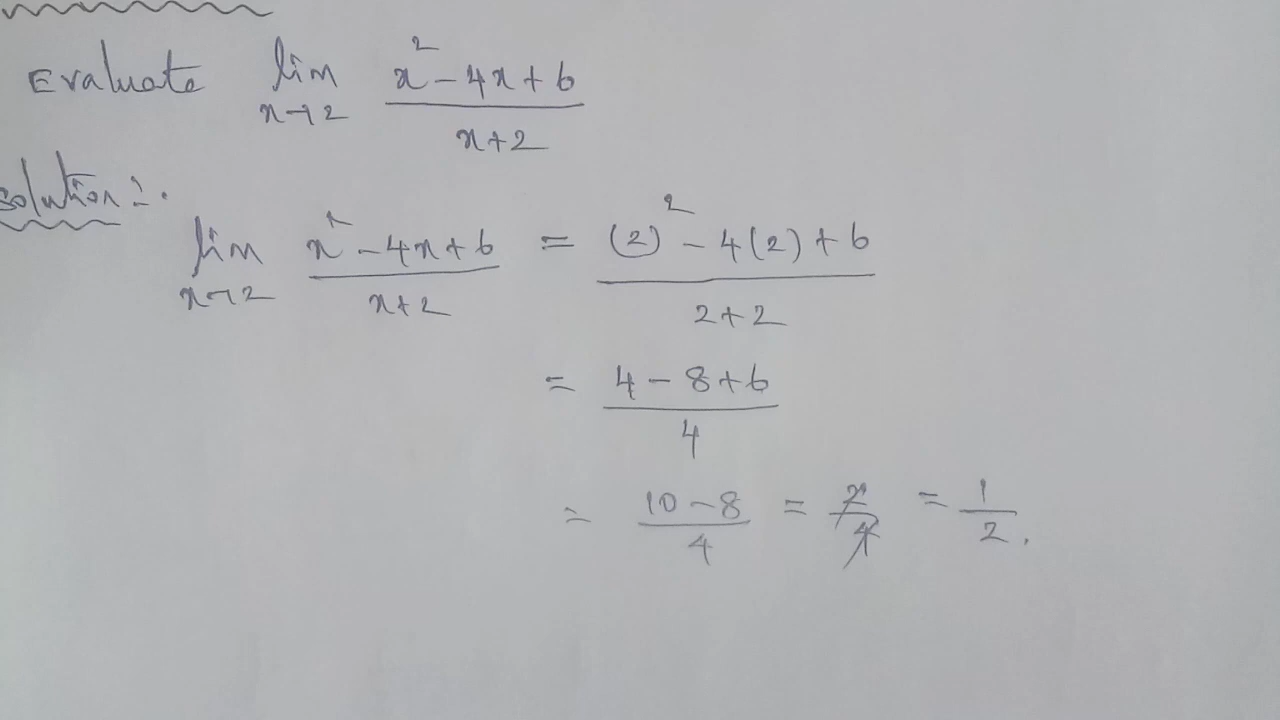 Evaluate lim x→2 x² - 4x + 6 / x + 2
Solution :-
lim x→2 x² - 4x + 6 / x + 2 = (2)² - 4(2) + 6 / 2 + 2
= 4 - 8 + 6 / 4
= 10 - 8 / 4 = 2 / 4 = 1 / 2.